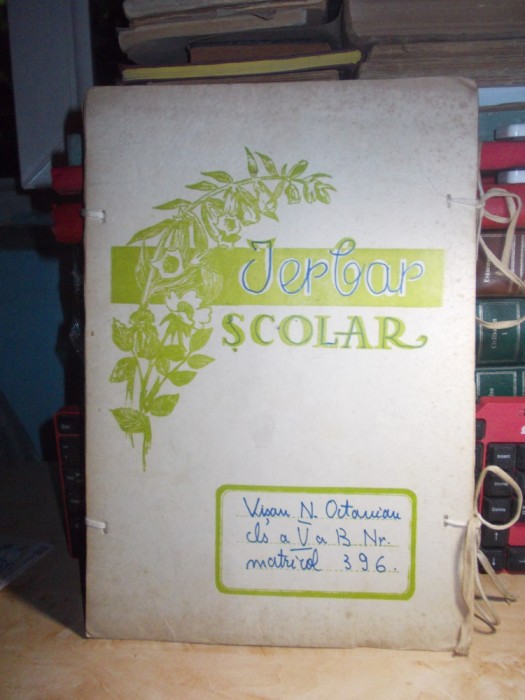 Ierbar
ȘCOLAR
Vișan N. Octavian
cls a V a B Nr.
matricol 396.